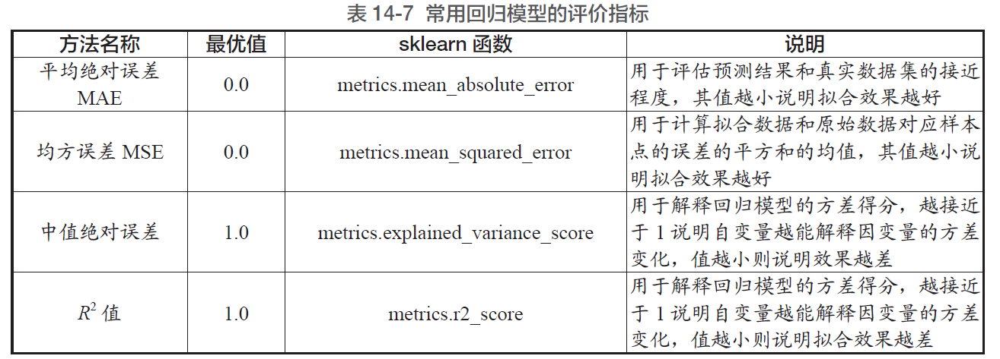 表 14-7 常用回归模型的评价指标
方法名称 最优值 sklearn 函数 说明
平均绝对误差
MAE
0.0
metrics.mean_absolute_error
用于评估预测结果和真实数据集的接近
程度，其值越小说明拟合效果越好
均方误差 MSE
0.0
metrics.mean_squared_error
用于计算拟合数据和原始数据对应样本
点的误差的平方和的均值，其值越小说
明拟合效果越好
中值绝对误差
1.0
metrics.explained_variance_score
用于解释回归模型的方差得分，越接近
于 1 说明自变量越能解释因变量的方差
变化，值越小则说明效果越差
R² 值
1.0
metrics.r2_score
用于解释回归模型的方差得分，越接近
于 1 说明自变量越能解释因变量的方差
变化，值越小则说明拟合效果越差